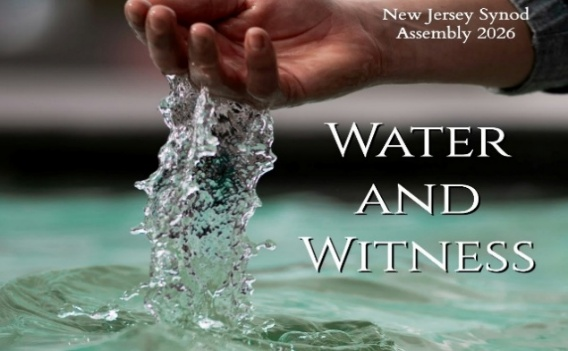 New Jersey Synod
Assembly 2026
Water
and
Witness